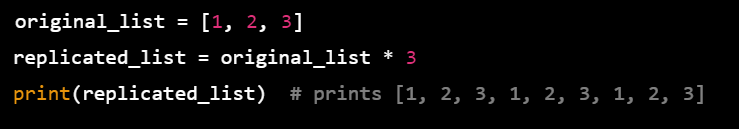 original_list = [1, 2, 3]
replicated_list = original_list * 3
print(replicated_list)  # prints [1, 2, 3, 1, 2, 3, 1, 2, 3]